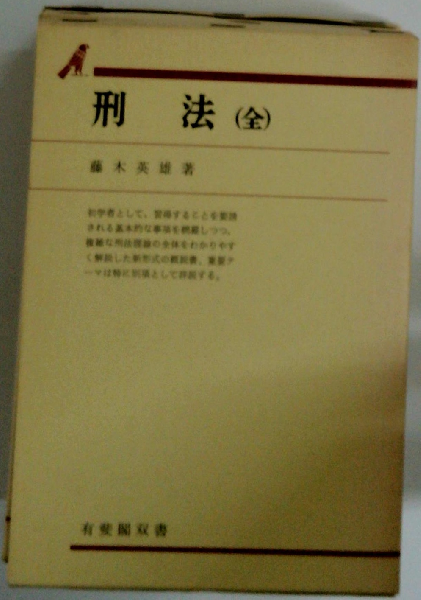 刑法(全)
藤木英雄著
初学者として、習得することを要請
される基本的な事項を網羅しつつ、
複雑な刑法理論の全体をわかりやす
く解説した新形式の概説書。重要テ
ーマは特に別項として詳説する。
有斐閣双書